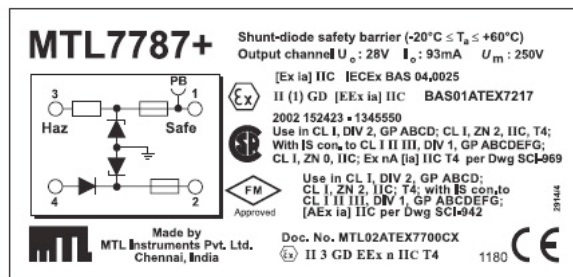 MTL7787+
Shunt-diode safety barrier (-20°C ≤ Ta ≤ +60°C)
Output channel Uo: 28V Io: 93mA Um: 250V
[Ex ia] IIC IECEx BAS 04.0025
Ex II (1) GD [EEx ia] IIC BAS01ATEX7217
2002 152423 - 1345550
Use in CL I, DIV 2, GP ABCD; CL I, ZN 2, IIC, T4;
With IS con. to CL I II III, DIV 1, GP ABCDEFG;
CL I, ZN 0, IIC; Ex nA [ia] IIC T4 per Dwg SCI-969
PB
3 1
Haz Safe
4 2
FM
Approved
Use in CL I, DIV 2, GP ABCD;
CL I, ZN 2, IIC; T4; with IS con. to
CL I II III, DIV 1, GP ABCDEFG;
[AEx ia] IIC per Dwg SCI-942
2914/4
MTL
Made by
MTL Instruments Pvt. Ltd.
Chennai, India
Doc. No. MTL02ATEX7700CX
Ex II 3 GD EEx n IIC T4
1180 CE